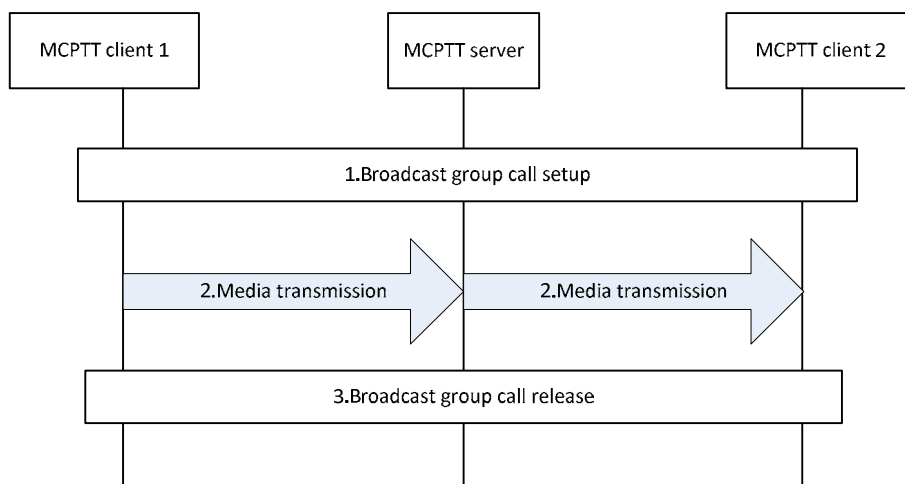 MCPTT client 1
MCPTT server
MCPTT client 2
1.Broadcast group call setup
2.Media transmission
2.Media transmission
3.Broadcast group call release